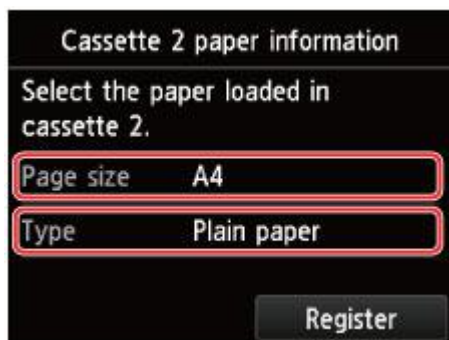 Cassette 2 paper information
Select the paper loaded in
cassette 2.
Page size A4
Type Plain paper
Register